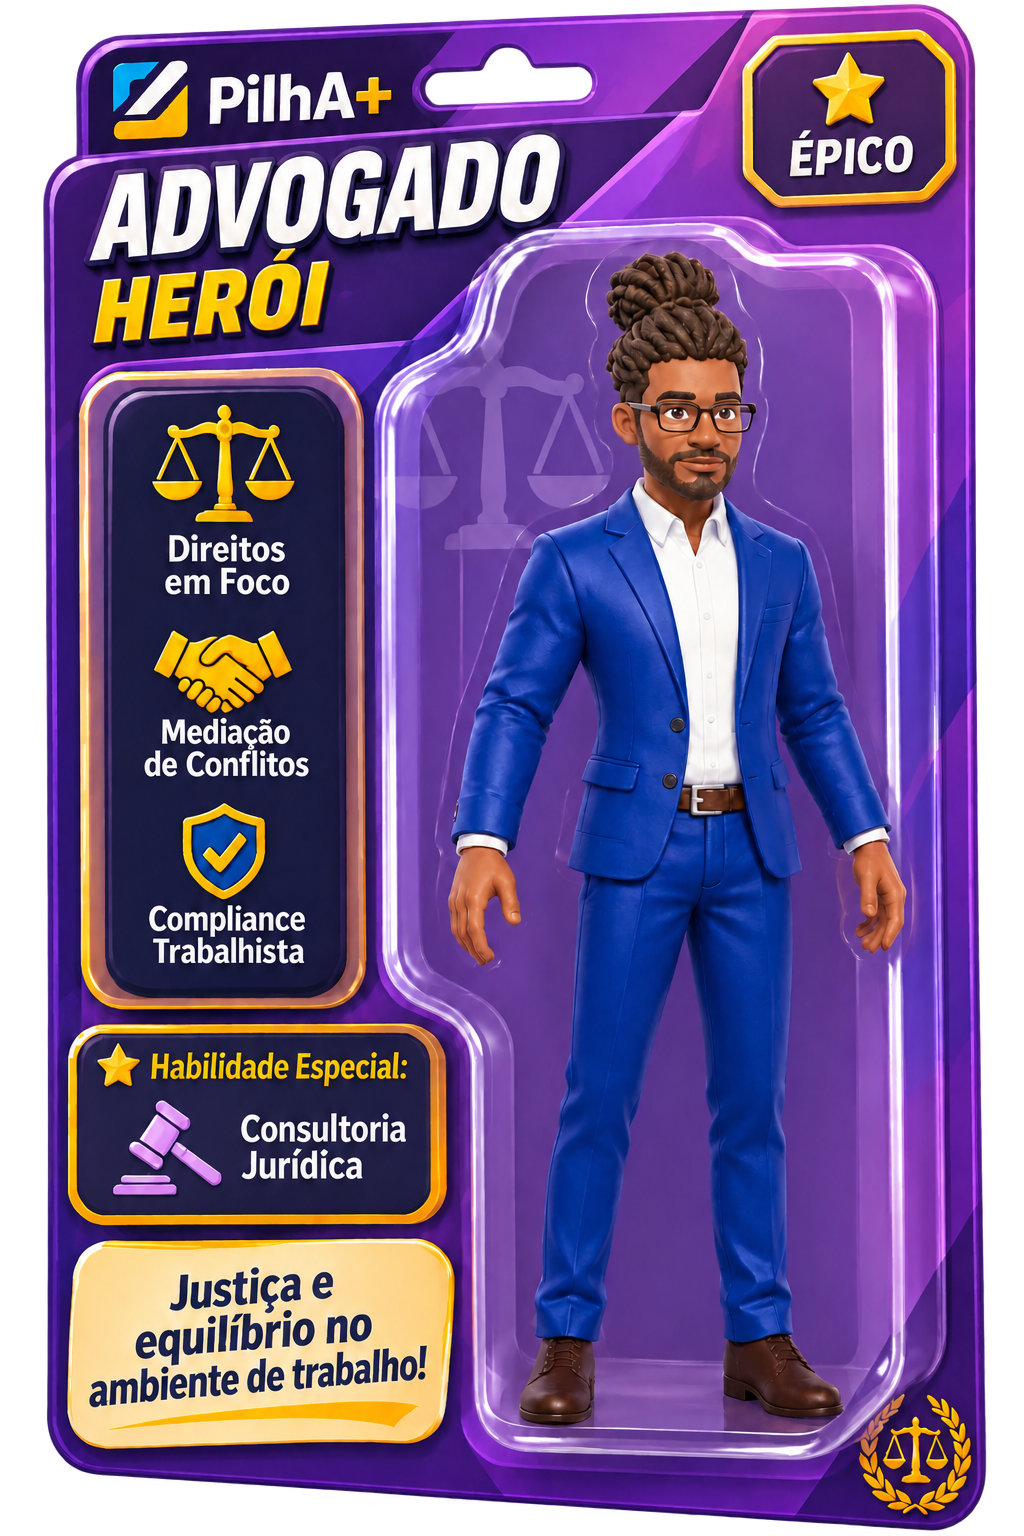 PilhA+
ÉPICO
ADVOGADO
HERÓI
Direitos
em Foco
Mediação
de Conflitos
Compliance
Trabalhista
Habilidade Especial:
Consultoria
Jurídica
Justiça e
equilíbrio no
ambiente de trabalho!